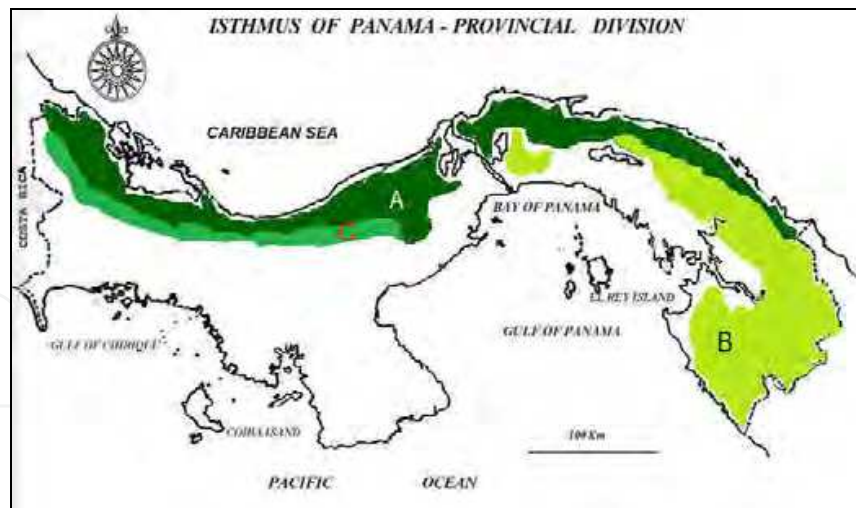 ISTHMUS OF PANAMA - PROVINCIAL DIVISION
CARIBBEAN SEA
COSTA RICA
A
C
BAY OF PANAMA
EL REY ISLAND
GULF OF PANAMA
B
GULF OF CHIRIQUI
COIBA ISAND
100 Km
PACIFIC OCEAN